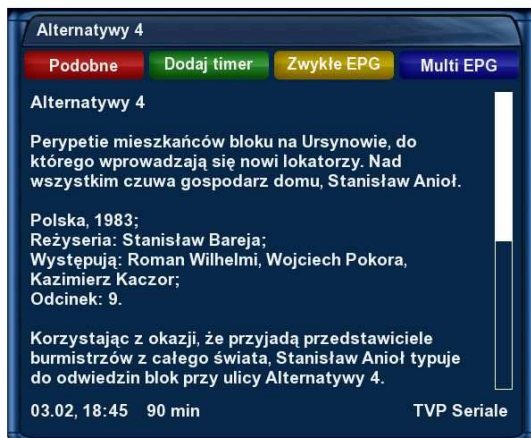 Alternatywy 4
Podobne Dodaj timer Zwykłe EPG Multi EPG
Alternatywy 4
Perypetie mieszkańców bloku na Ursynowie, do
którego wprowadzają się nowi lokatorzy. Nad
wszystkim czuwa gospodarz domu, Stanisław Anioł.
Polska, 1983;
Reżyseria: Stanisław Bareja;
Występują: Roman Wilhelmi, Wojciech Pokora,
Kazimierz Kaczor;
Odcinek: 9.
Korzystając z okazji, że przyjadą przedstawiciele
burmistrzów z całego świata, Stanisław Anioł typuje
do odwiedzin blok przy ulicy Alternatywy 4.
03.02, 18:45 90 min TVP Seriale